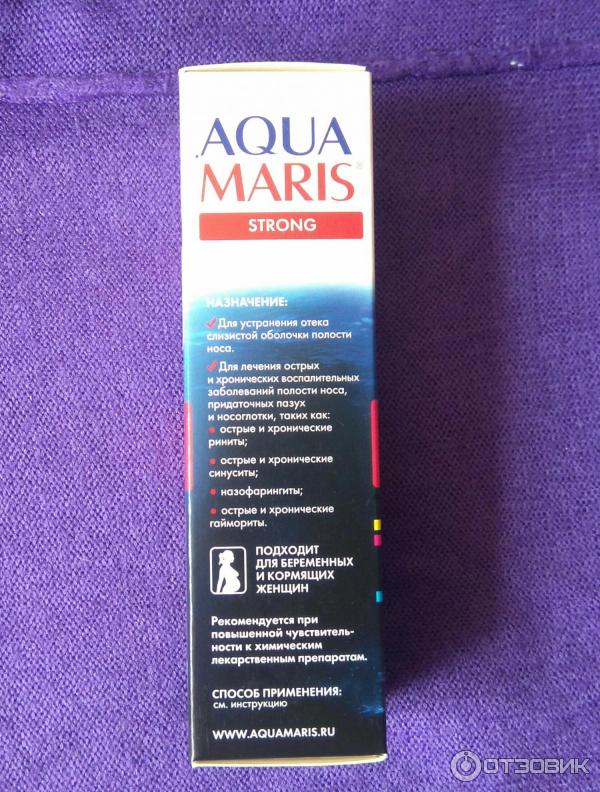 AQUA
MARIS®
STRONG
НАЗНАЧЕНИЕ:
Для устранения отека
слизистой оболочки полости
носа.
Для лечения острых
и хронических воспалительных
заболеваний полости носа,
придаточных пазух
и носоглотки, таких как:
• острые и хронические
риниты;
• острые и хронические
синуситы;
• назофарингиты;
• острые и хронические
гаймориты.
ПОДХОДИТ
ДЛЯ БЕРЕМЕННЫХ
И КОРМЯЩИХ
ЖЕНЩИН
Рекомендуется при
повышенной чувствитель-
ности к химическим
лекарственным препаратам.
СПОСОБ ПРИМЕНЕНИЯ:
см. инструкцию
WWW.AQUAMARIS.RU
ОТЗОВИК